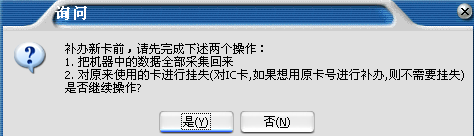 询问
补办新卡前，请先完成下述两个操作：
1. 把机器中的数据全部采集回来
2. 对原来使用的卡进行挂失(对IC卡,如果想用原卡号进行补办,则不需要挂失)
是否继续操作?
是(Y) 否(N)